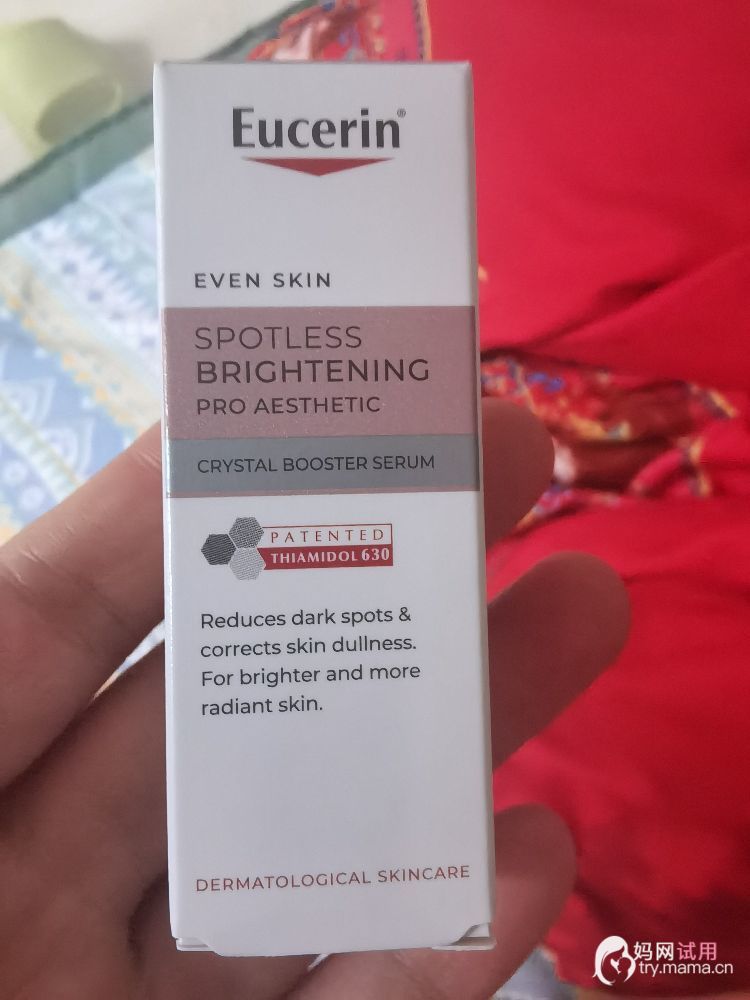 Eucerin®
EVEN SKIN
SPOTLESS
BRIGHTENING
PRO AESTHETIC
CRYSTAL BOOSTER SERUM
PATENTED
THIAMIDOL 630
Reduces dark spots &
corrects skin dullness.
For brighter and more
radiant skin.
DERMATOLOGICAL SKINCARE
妈网试用
try.mama.cn